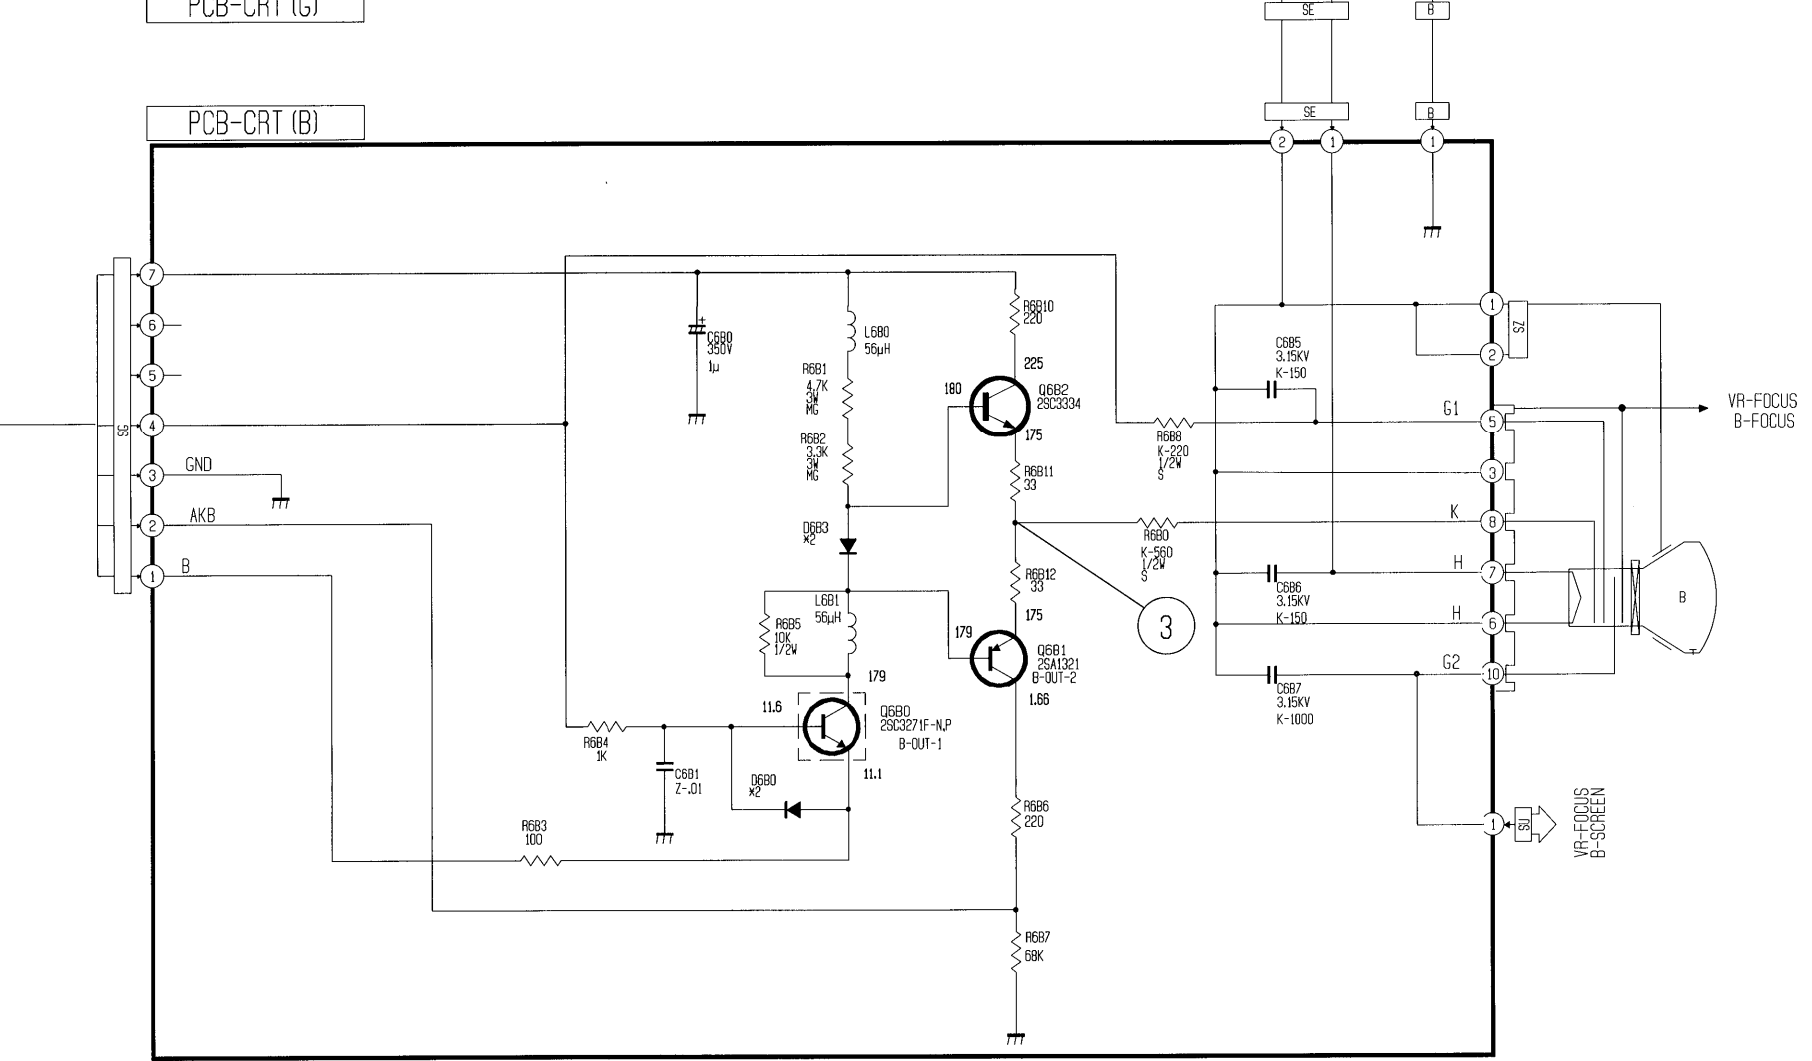 PCB-CRT (G)
SE
B
PCB-CRT (B)
SE
B
2
1
1
7
6
5
4
3
2
1
SG
GND
AKB
B
C6B0
350V
1μ
L6B0
56μH
R6B1
4.7K
3W
MG
R6B2
3.3K
3W
MG
R6B10
220
225
180
Q6B2
2SC3334
175
R6B11
33
D6B3
*2
R6B12
33
175
L6B1
56μH
R6B5
10K
1/2W
179
179
Q6B1
2SA1321
B-OUT-2
1.66
11.6
Q6B0
2SC3271F-N,P
B-OUT-1
11.1
R6B4
1K
C6B1
Z-.01
D6B0
*2
R6B3
100
R6B6
220
R6B7
68K
R6B8
K-220
1/2W
S
R6B0
K-560
1/2W
S
3
C6B5
3.15KV
K-150
C6B6
3.15KV
K-150
C6B7
3.15KV
K-1000
G1
K
H
H
G2
1
2
5
3
8
7
6
10
1
ZS
SU
VR-FOCUS
B-FOCUS
B
VR-FOCUS
B-SCREEN